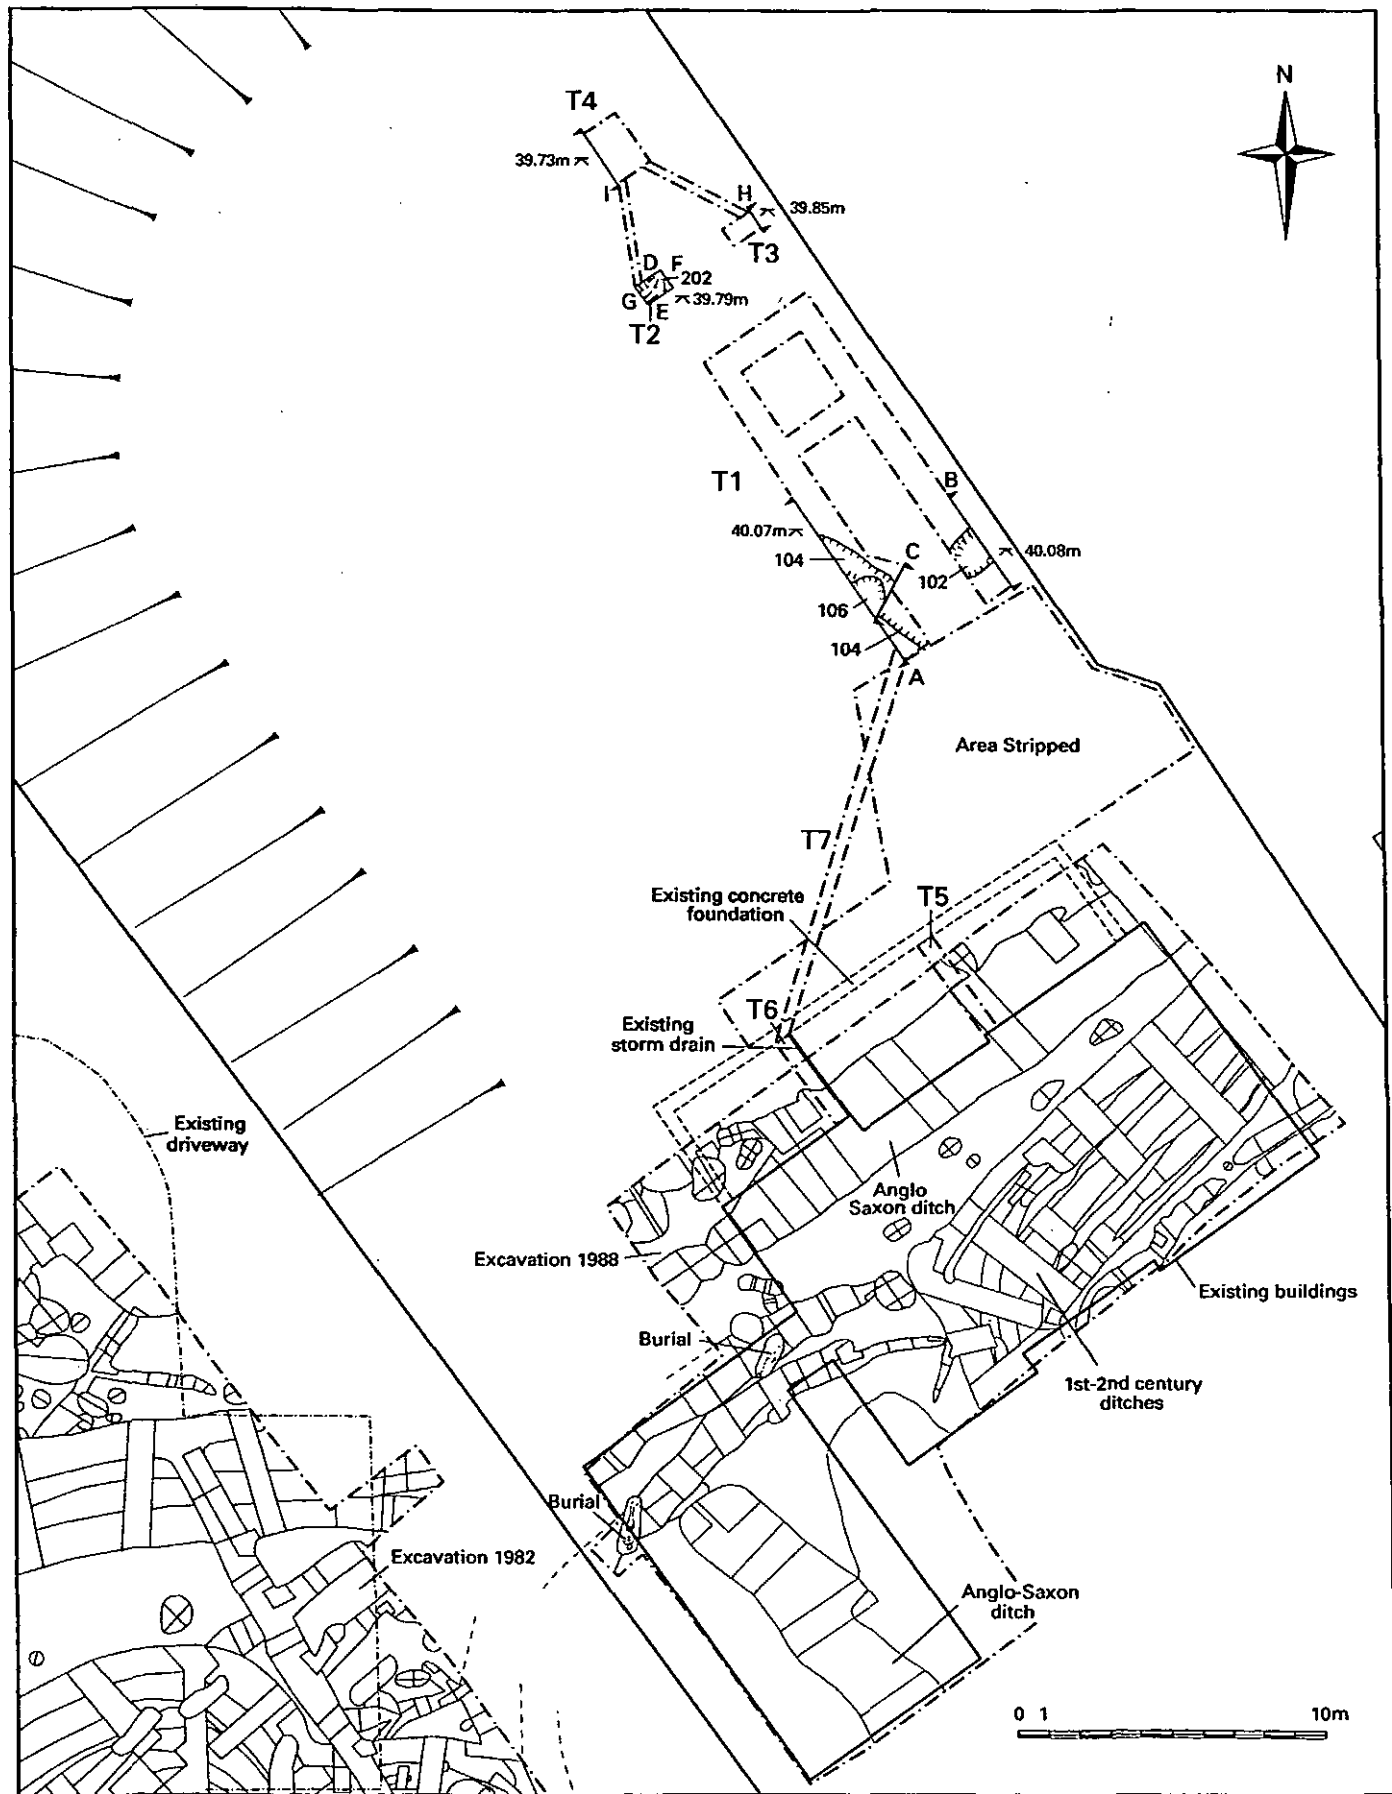 N
T4
39.73m
I
H
39.85m
T3
D
F
202
G
E
39.79m
T2
T1
B
40.07m
C
40.08m
104
102
106
104
A
Area Stripped
T7
Existing concrete
foundation
T5
T6
Existing
storm drain
Existing
driveway
Anglo
Saxon ditch
Excavation 1988
Existing buildings
Burial
1st-2nd century
ditches
Burial
Excavation 1982
Anglo-Saxon
ditch
0 1 10m